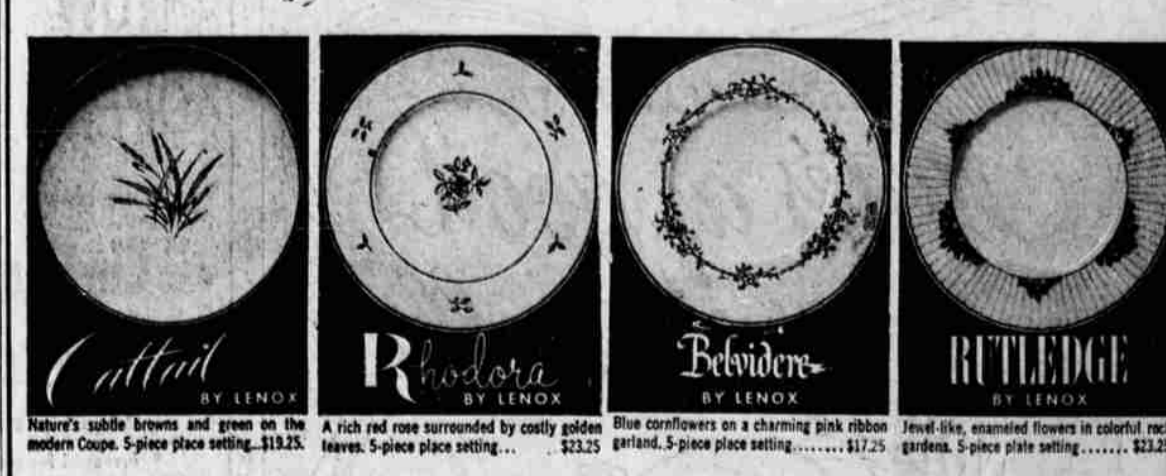 Cattail
BY LENOX
Nature's subtle browns and green on the
modern Coupe. 5-piece place setting...$19.25.
Rhodora
BY LENOX
A rich red rose surrounded by costly golden
leaves. 5-piece place setting... $23.25
Belvidere
BY LENOX
Blue cornflowers on a charming pink ribbon
garland. 5-piece place setting........ $17.25
RUTLEDGE
BY LENOX
Jewel-like, enameled flowers in colorful roc
gardens. 5-piece plate setting....... $23.2